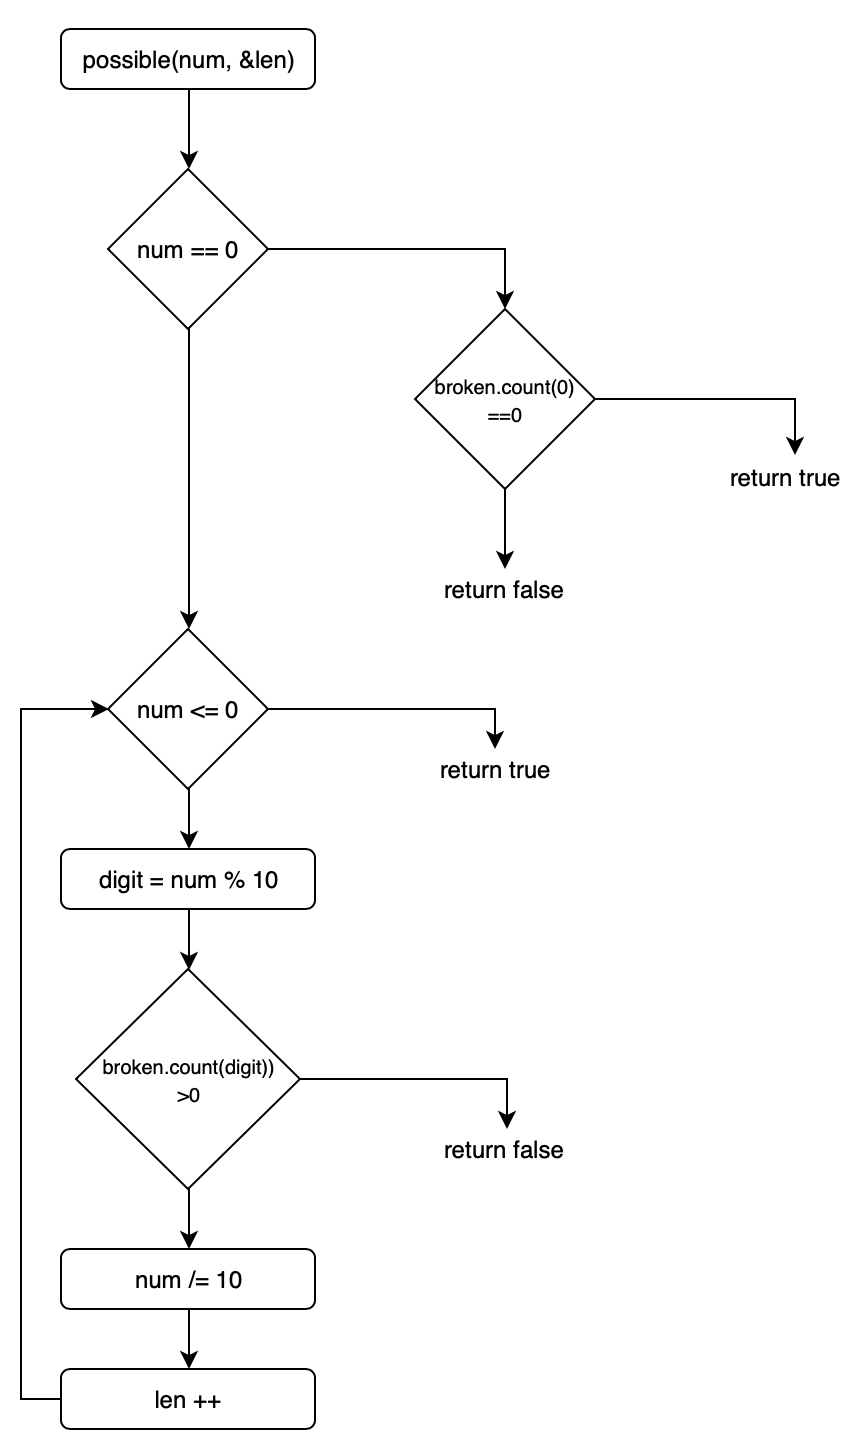 possible(num, &len)
num == 0
broken.count(0)
==0
return true
return false
num <= 0
return true
digit = num % 10
broken.count(digit))
>0
return false
num /= 10
len ++